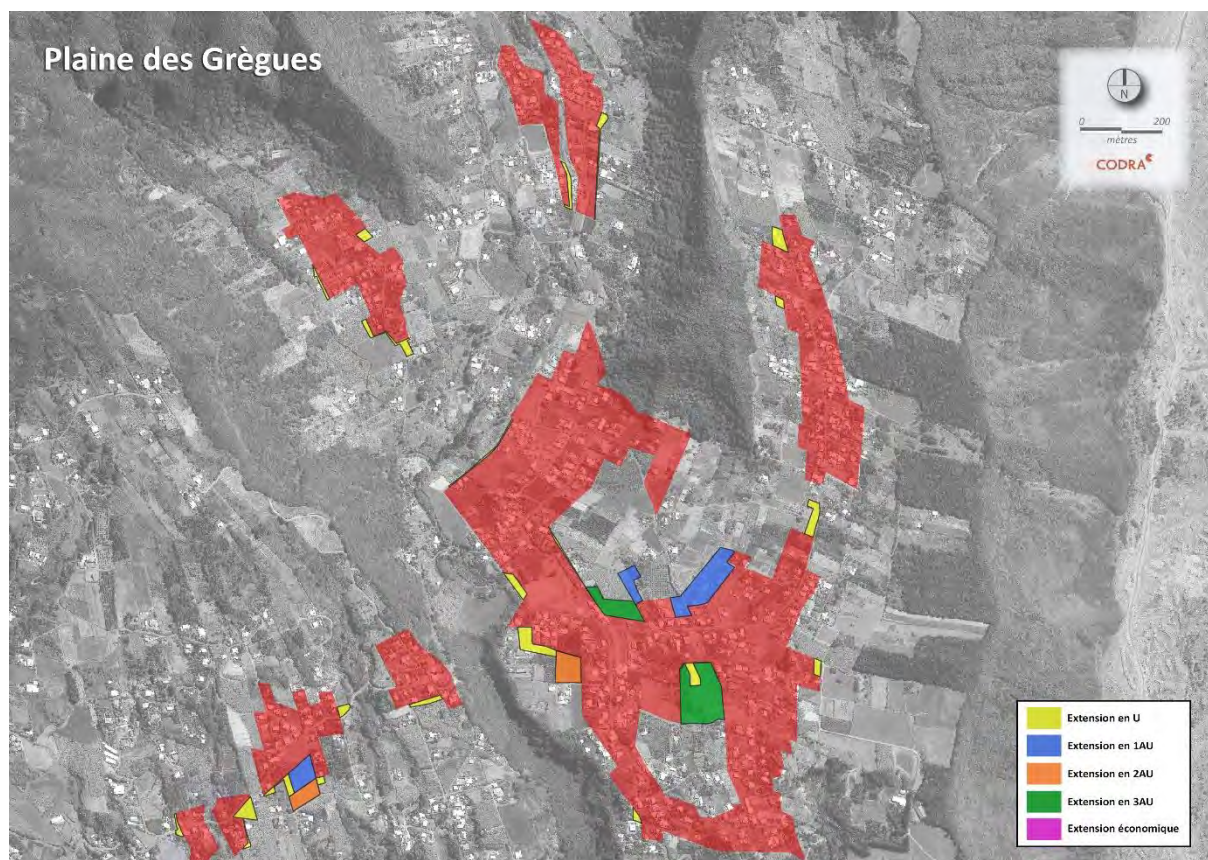 Plaine des Grègues
N
0 200
mètres
CODRA
Extension en U
Extension en 1AU
Extension en 2AU
Extension en 3AU
Extension économique